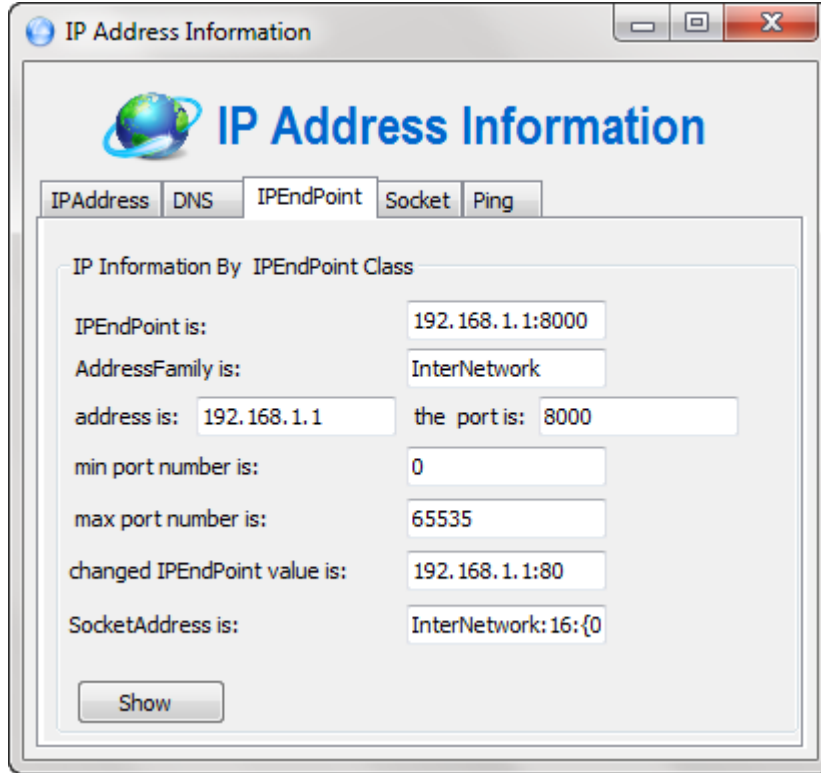 IP Address Information
IP Address Information
IPAddress DNS IPEndPoint Socket Ping
IP Information By IPEndPoint Class
IPEndPoint is: 192.168.1.1:8000
AddressFamily is: InterNetwork
address is: 192.168.1.1 the port is: 8000
min port number is: 0
max port number is: 65535
changed IPEndPoint value is: 192.168.1.1:80
SocketAddress is: InterNetwork:16:{0
Show